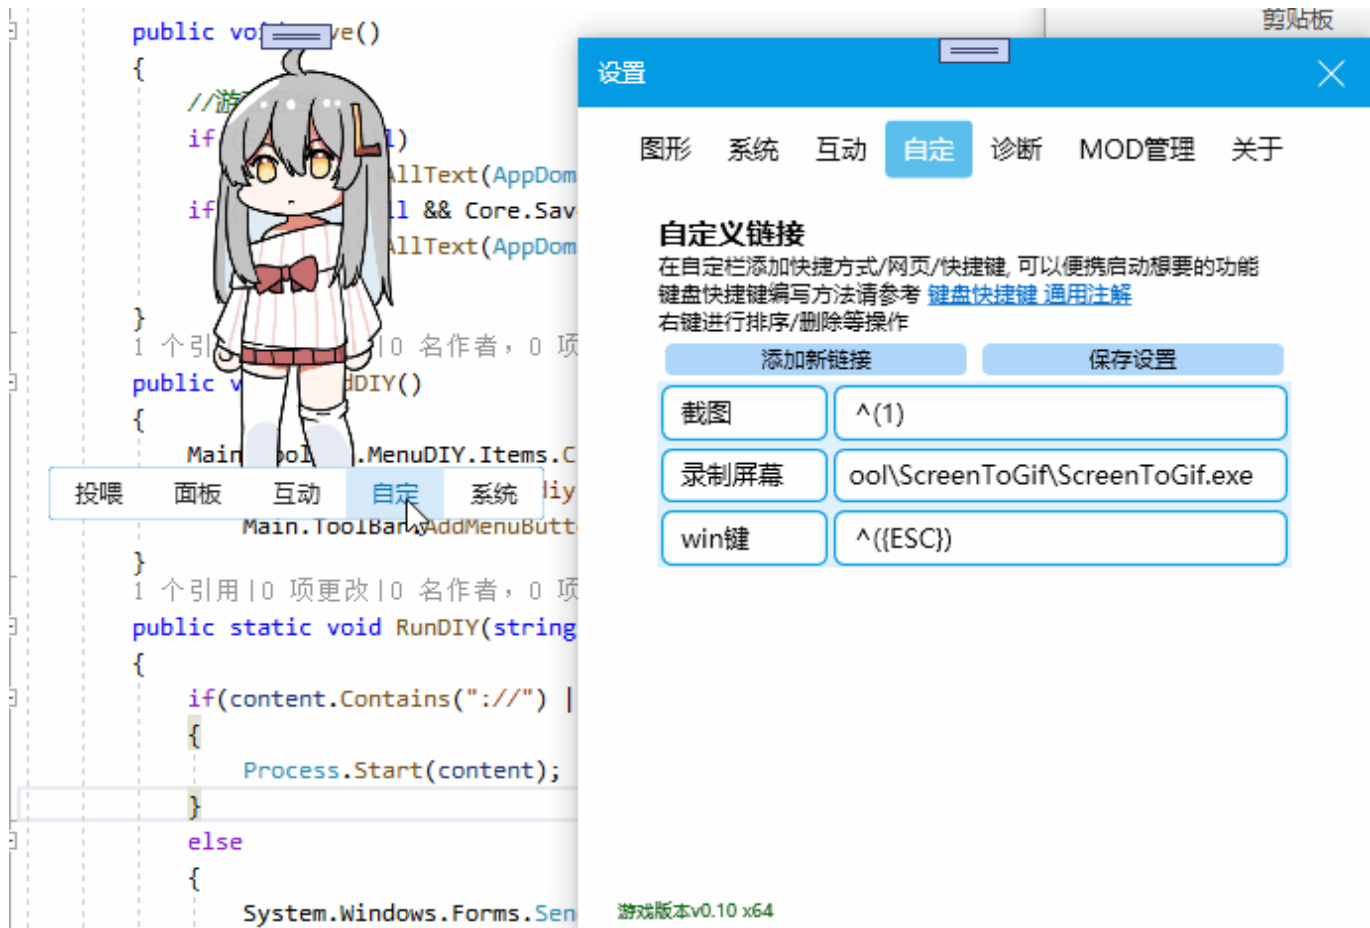 剪贴板
public vo ve()
{
//游
if l)
AllText(AppDom
if ll && Core.Sav
AllText(AppDom
}
1 个引 |0 名作者，0 项
public v dDIY()
{
Main ool .MenuDIY.Items.C
diy
Main.ToolBar.AddMenuButt
}
1 个引用|0 项更改|0 名作者，0 项
public static void RunDIY(string
{
if(content.Contains("://") |
{
Process.Start(content);
}
else
{
System.Windows.Forms.Sen
投喂 面板 互动 自定 系统
设置
图形 系统 互动 自定 诊断 MOD管理 关于
自定义链接
在自定栏添加快捷方式/网页/快捷键, 可以便携启动想要的功能
键盘快捷键编写方法请参考 键盘快捷键 通用注解
右键进行排序/删除等操作
添加新链接 保存设置
截图 ^(1)
录制屏幕 ool\ScreenToGif\ScreenToGif.exe
win键 ^({ESC})
游戏版本v0.10 x64